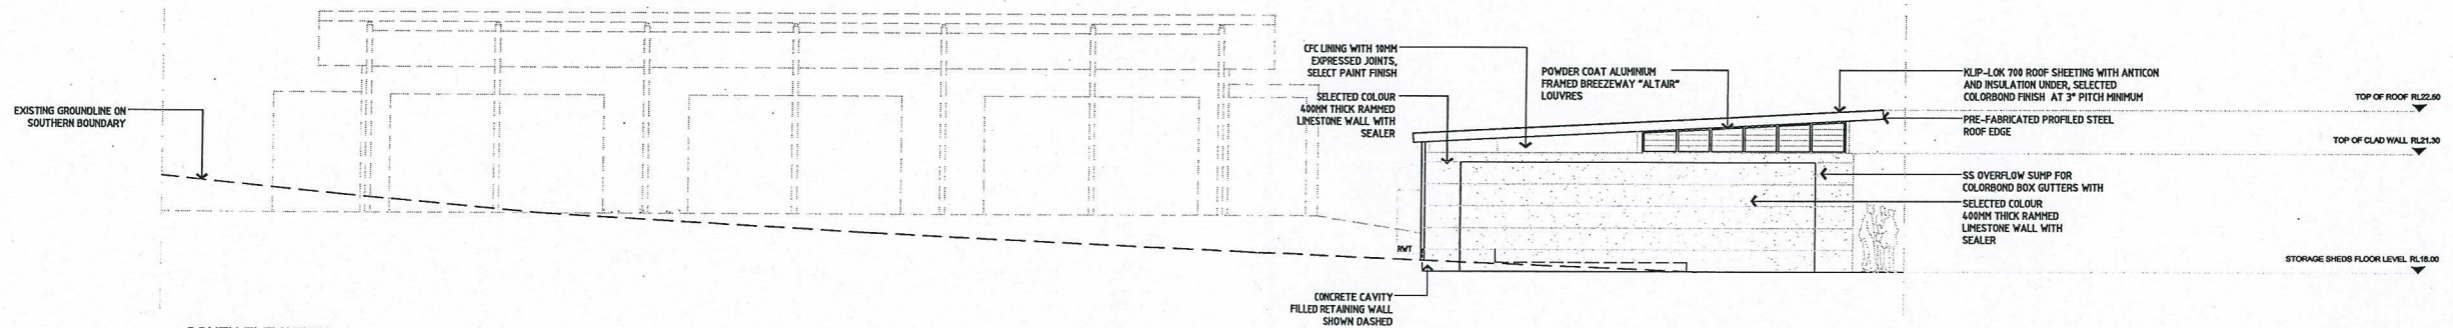 EXISTING GROUNDLINE ON
SOUTHERN BOUNDARY
CFC LINING WITH 10MM
EXPRESSED JOINTS,
SELECT PAINT FINISH
SELECTED COLOUR
400MM THICK RAMMED
LIMESTONE WALL WITH
SEALER
POWDER COAT ALUMINIUM
FRAMED BREEZEWAY "ALTAIR"
LOUVRES
KLIP-LOK 700 ROOF SHEETING WITH ANTICON
AND INSULATION UNDER, SELECTED
COLORBOND FINISH AT 3° PITCH MINIMUM
PRE-FABRICATED PROFILED STEEL
ROOF EDGE
SS OVERFLOW SUMP FOR
COLORBOND BOX GUTTERS WITH
SELECTED COLOUR
400MM THICK RAMMED
LIMESTONE WALL WITH
SEALER
TOP OF ROOF RL22.50
TOP OF CLAD WALL RL21.30
STORAGE SHEDS FLOOR LEVEL RL18.00
RWT
CONCRETE CAVITY
FILLED RETAINING WALL
SHOWN DASHED